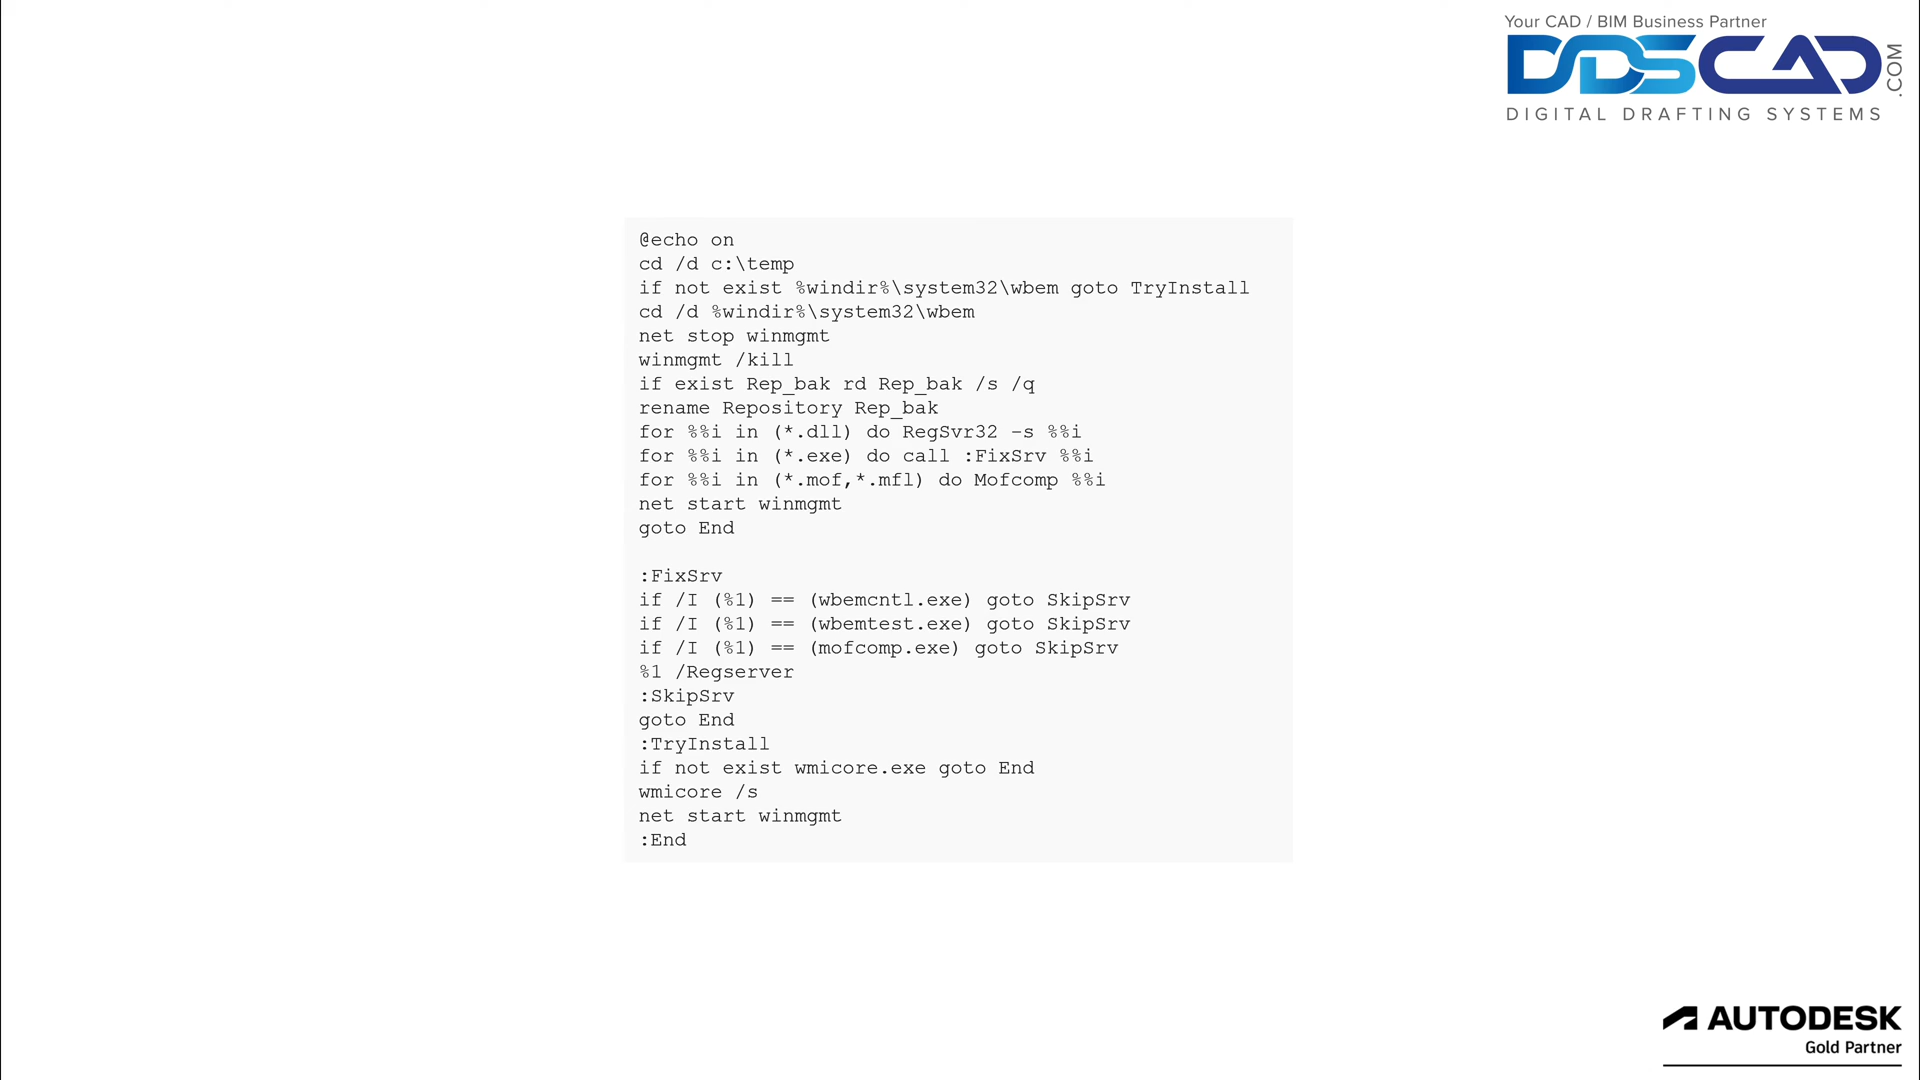 Your CAD / BIM Business Partner
DDSCAD.COM
DIGITAL DRAFTING SYSTEMS
@echo on
cd /d c:\temp
if not exist %windir%\system32\wbem goto TryInstall
cd /d %windir%\system32\wbem
net stop winmgmt
winmgmt /kill
if exist Rep_bak rd Rep_bak /s /q
rename Repository Rep_bak
for %%i in (*.dll) do RegSvr32 -s %%i
for %%i in (*.exe) do call :FixSrv %%i
for %%i in (*.mof,*.mfl) do Mofcomp %%i
net start winmgmt
goto End

:FixSrv
if /I (%1) == (wbemcntl.exe) goto SkipSrv
if /I (%1) == (wbemtest.exe) goto SkipSrv
if /I (%1) == (mofcomp.exe) goto SkipSrv
%1 /Regserver
:SkipSrv
goto End
:TryInstall
if not exist wmicore.exe goto End
wmicore /s
net start winmgmt
:End
AUTODESK
Gold Partner